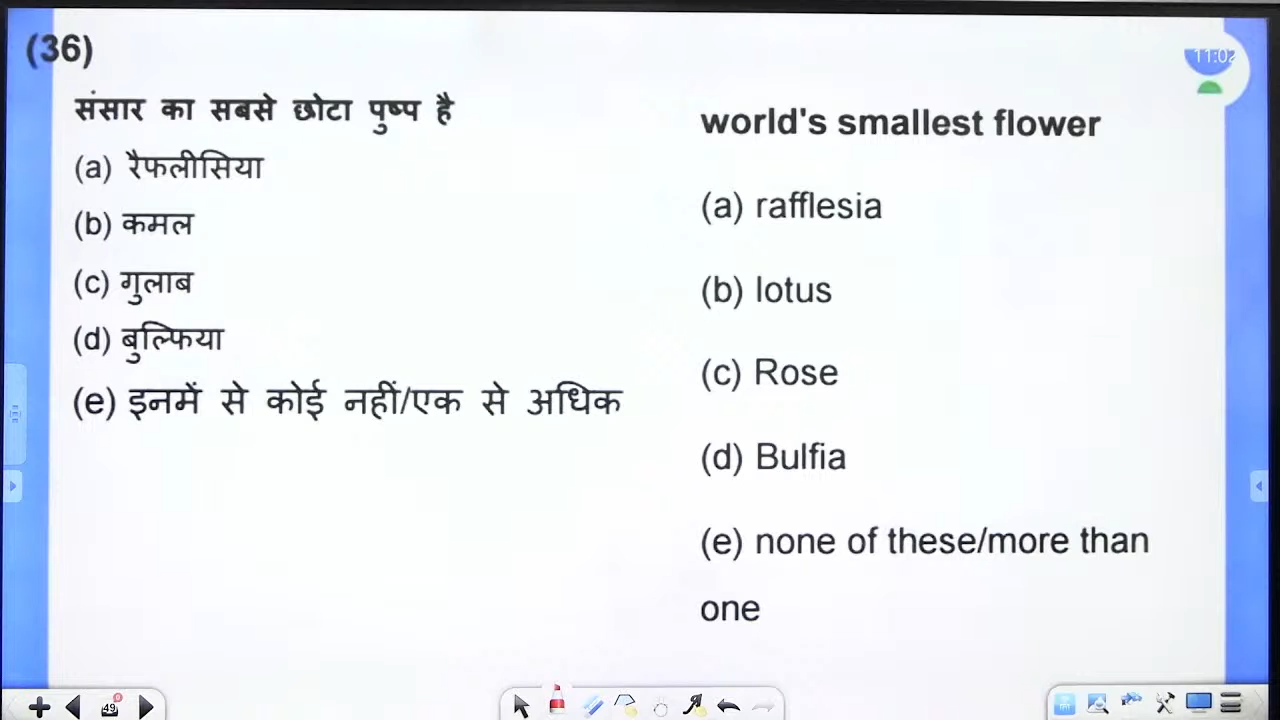 (36)
संसार का सबसे छोटा पुष्प है
(a) रैफलीसिया
(b) कमल
(c) गुलाब
(d) बुल्फिया
(e) इनमें से कोई नहीं/एक से अधिक
world's smallest flower
(a) rafflesia
(b) lotus
(c) Rose
(d) Bulfia
(e) none of these/more than
one
11:02
49